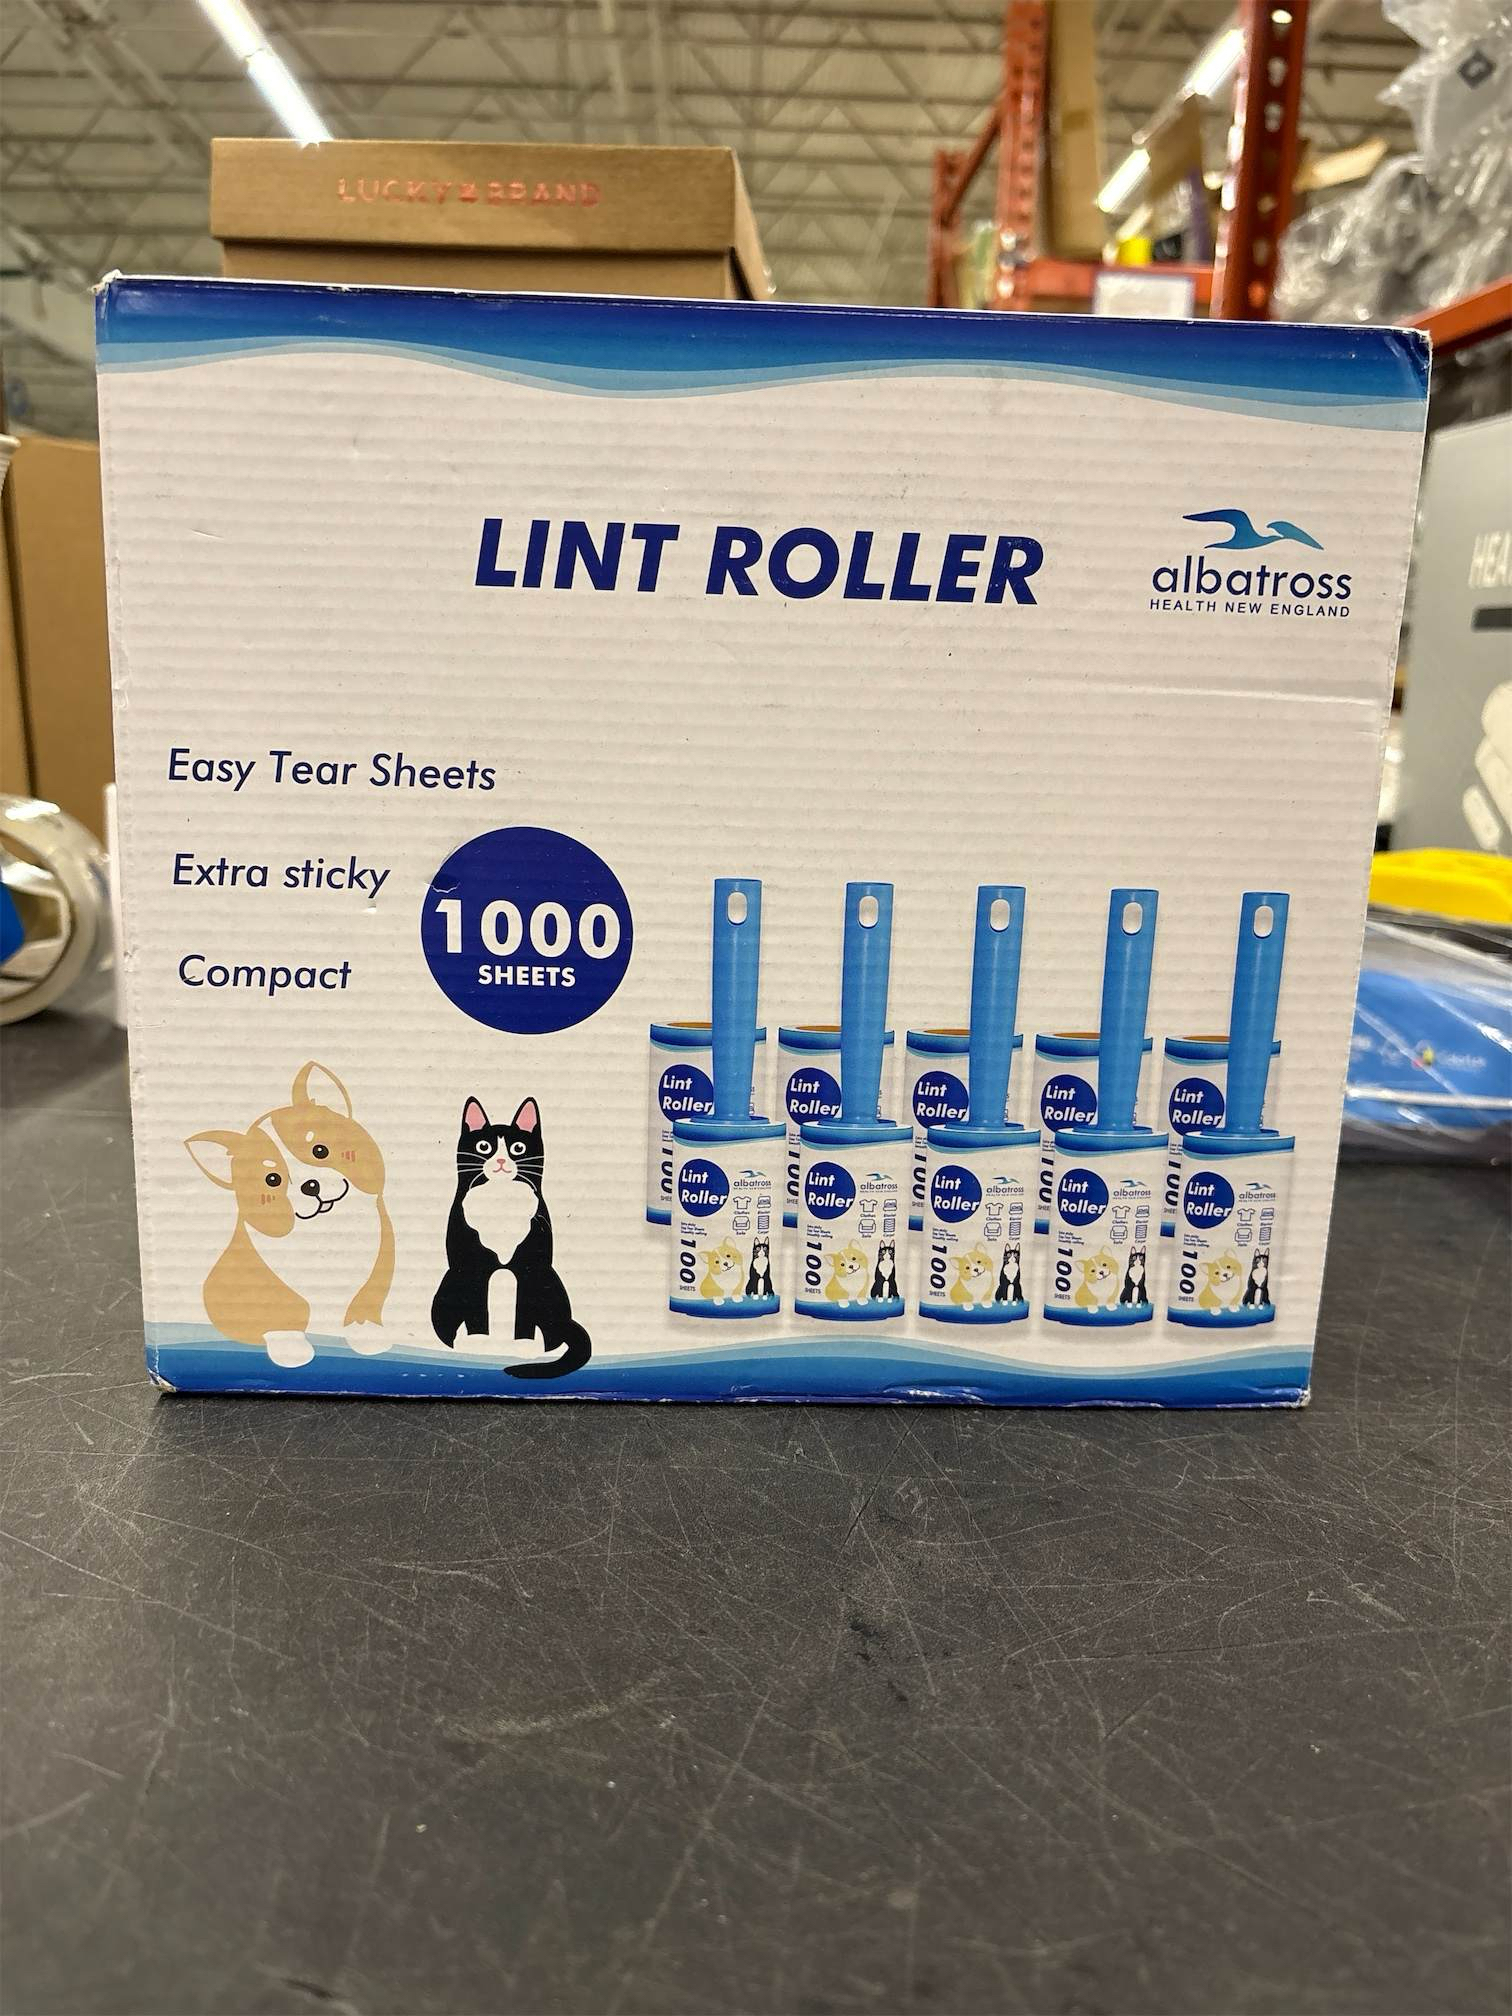 LUCKY BRAND
LINT ROLLER
albatross
HEALTH NEW ENGLAND
Easy Tear Sheets
Extra sticky
Compact
1000
SHEETS
Lint
Roller
Lint
Roller
Lint
Roller
Lint
Roller
Lint
Roller
Lint
Roller
albatross
100
SHEETS
Lint
Roller
albatross
100
SHEETS
Lint
Roller
albatross
100
SHEETS
Lint
Roller
albatross
100
SHEETS
Lint
Roller
albatross
100
SHEETS